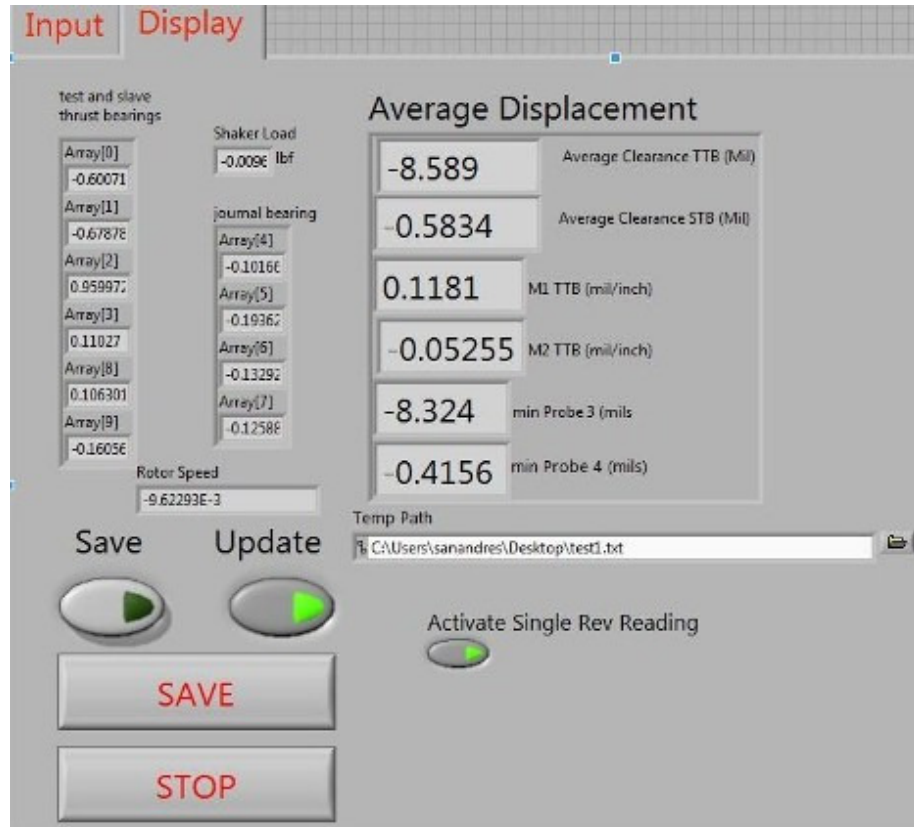 Input Display
test and slave
thrust bearings
Array[0]
-0.60071
Array[1]
-0.67878
Array[2]
0.959972
Array[3]
0.11027
Array[8]
0.106301
Array[9]
-0.16056
Shaker Load
-0.0096 lbf
journal bearing
Array[4]
-0.10166
Array[5]
-0.19362
Array[6]
-0.13292
Array[7]
-0.12588
Rotor Speed
-9.62293E-3
Average Displacement
-8.589 Average Clearance TTB (Mil)
-0.5834 Average Clearance STB (Mil)
0.1181 M1 TTB (mil/inch)
-0.05255 M2 TTB (mil/inch)
-8.324 min Probe 3 (mils
-0.4156 min Probe 4 (mils)
Temp Path
C:\Users\sanandres\Desktop\test1.txt
Save Update
Activate Single Rev Reading
SAVE
STOP